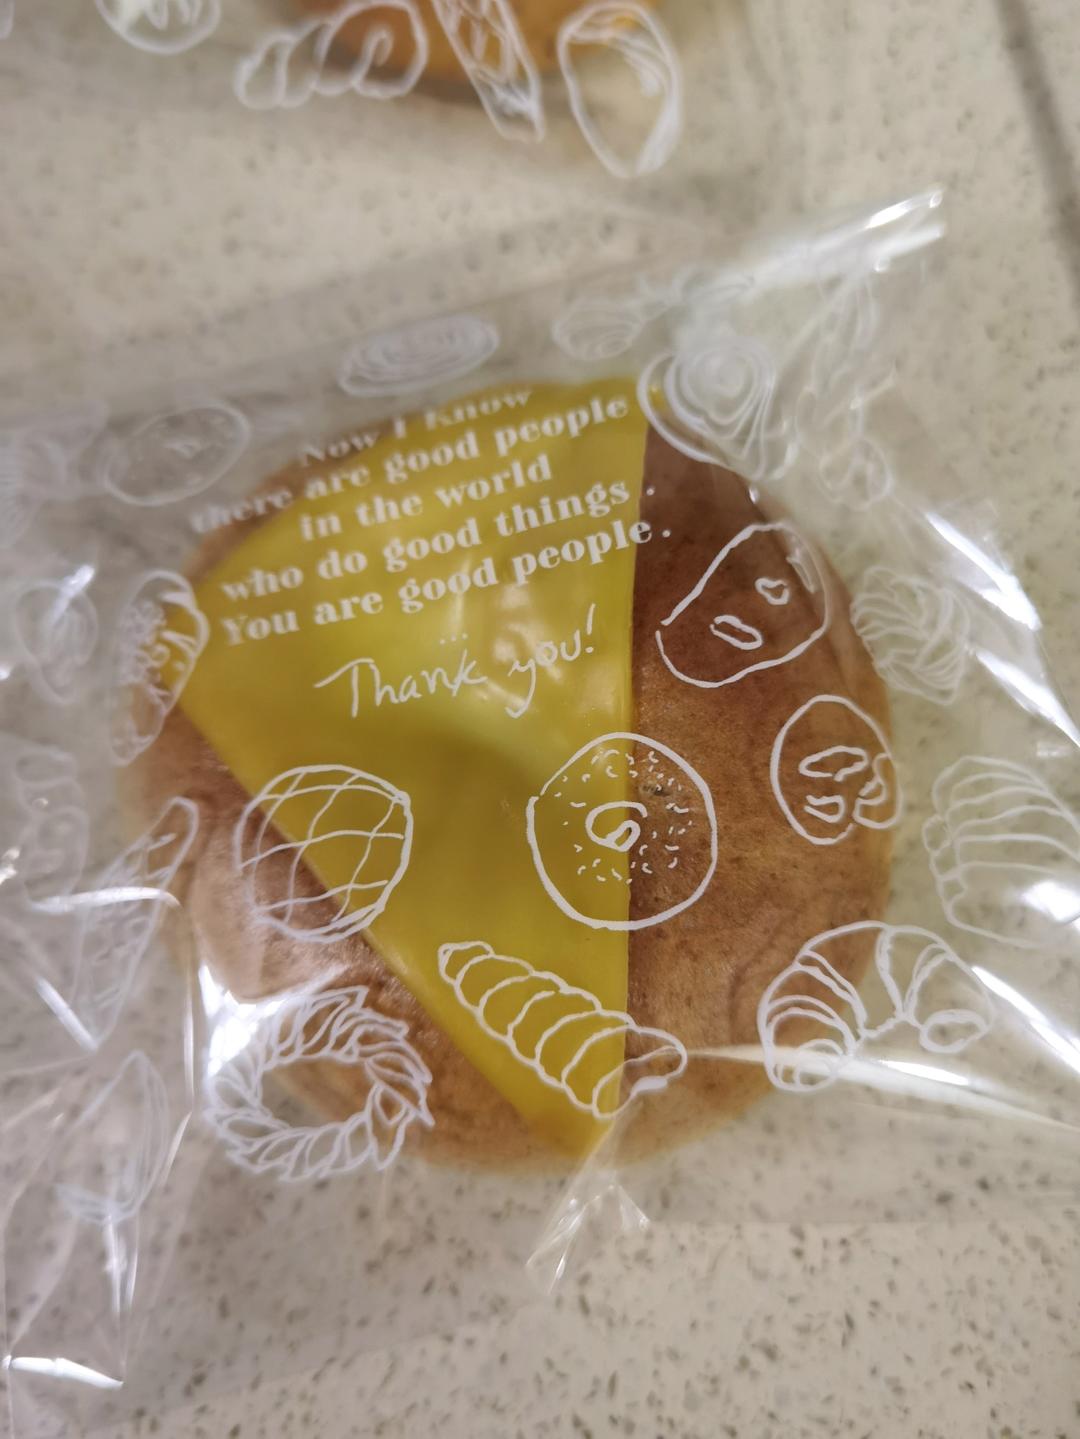 Now I Know
there are good people
in the world
who do good things.
You are good people.
...
Thank you!